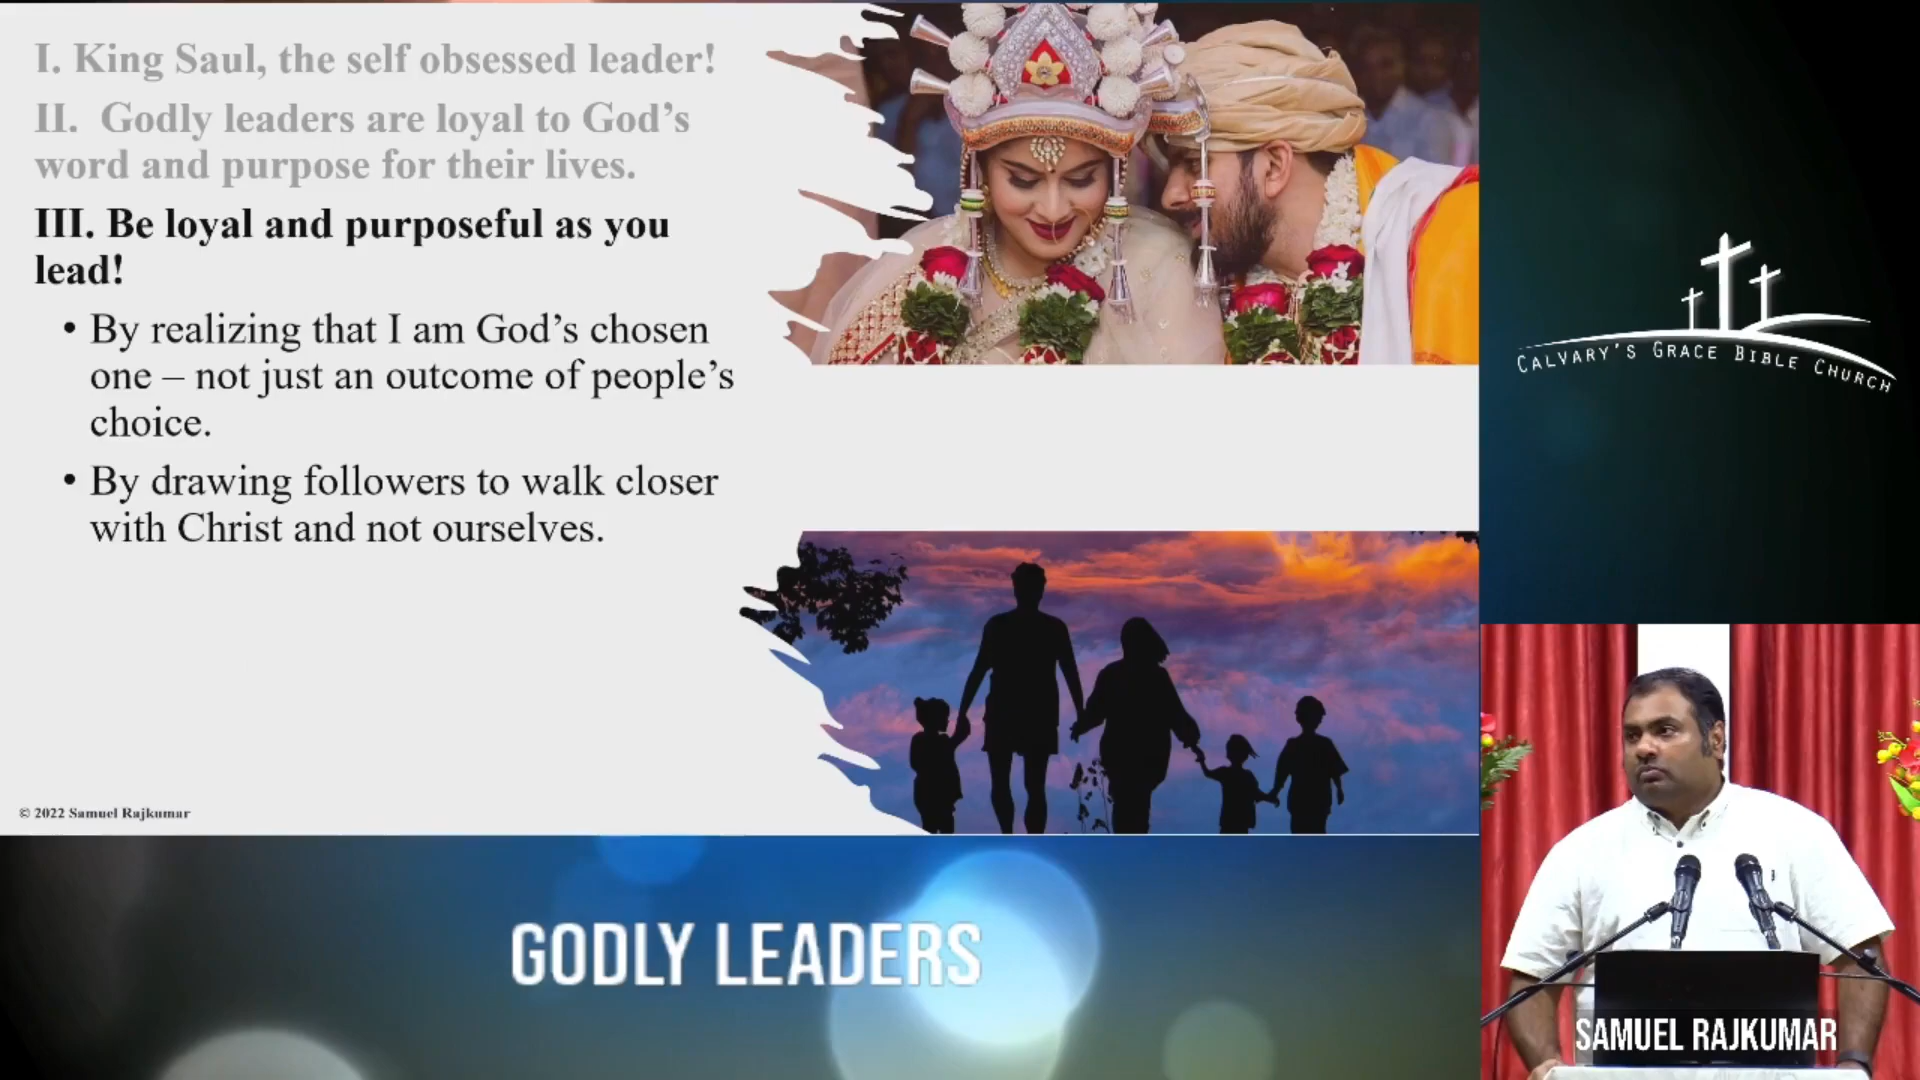 I. King Saul, the self obsessed leader!
II. Godly leaders are loyal to God’s
word and purpose for their lives.
III. Be loyal and purposeful as you
lead!
• By realizing that I am God’s chosen
one – not just an outcome of people’s
choice.
• By drawing followers to walk closer
with Christ and not ourselves.
© 2022 Samuel Rajkumar
CALVARY'S GRACE BIBLE CHURCH
GODLY LEADERS
SAMUEL RAJKUMAR